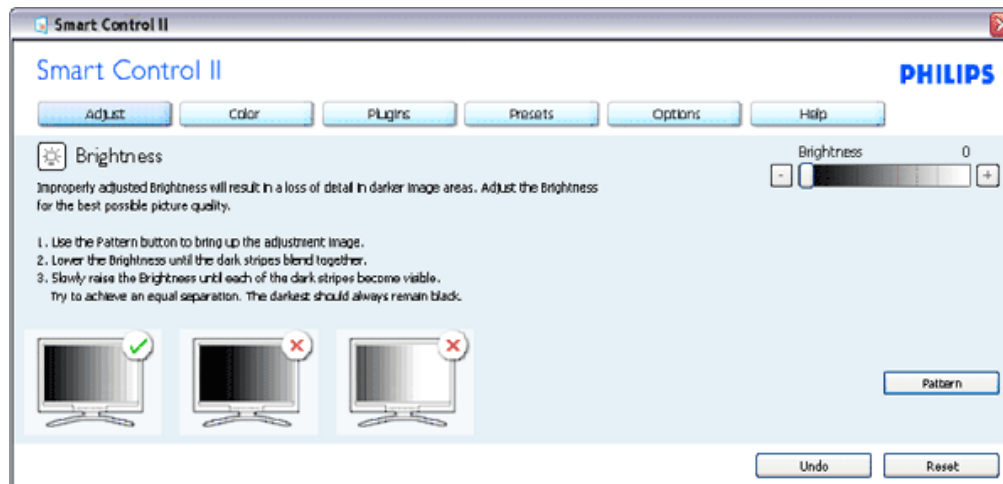 Smart Control II
Smart Control II
PHILIPS
Adjust Color Plugins Presets Options Help
Brightness
Brightness 0
- +
Improperly adjusted Brightness will result in a loss of detail in darker image areas. Adjust the Brightness
for the best possible picture quality.
1. Use the Pattern button to bring up the adjustment image.
2. Lower the Brightness until the dark stripes blend together.
3. Slowly raise the Brightness until each of the dark stripes become visible.
Try to achieve an equal separation. The darkest should always remain black.
Pattern
Undo Reset